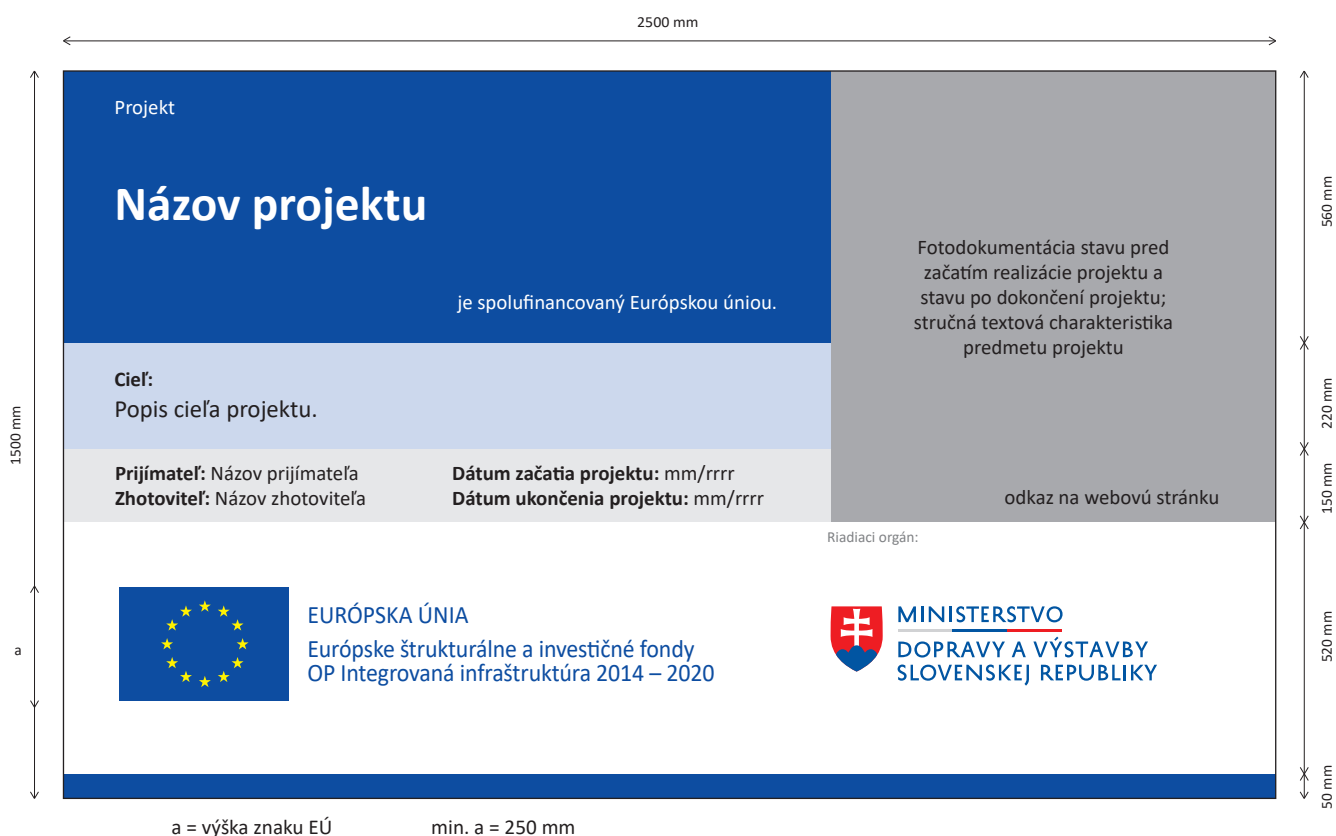 2500 mm
Projekt
Názov projektu
je spolufinancovaný Európskou úniou.
Fotodokumentácia stavu pred
začatím realizácie projektu a
stavu po dokončení projektu;
stručná textová charakteristika
predmetu projektu
560 mm
Cieľ:
Popis cieľa projektu.
220 mm
1500 mm
Prijímateľ: Názov prijímateľa
Zhotoviteľ: Názov zhotoviteľa
Dátum začatia projektu: mm/rrrr
Dátum ukončenia projektu: mm/rrrr
odkaz na webovú stránku
150 mm
Riadiaci orgán:
a
EURÓPSKA ÚNIA
Európske štrukturálne a investičné fondy
OP Integrovaná infraštruktúra 2014 – 2020
MINISTERSTVO
DOPRAVY A VÝSTAVBY
SLOVENSKEJ REPUBLIKY
520 mm
50 mm
a = výška znaku EÚ
min. a = 250 mm